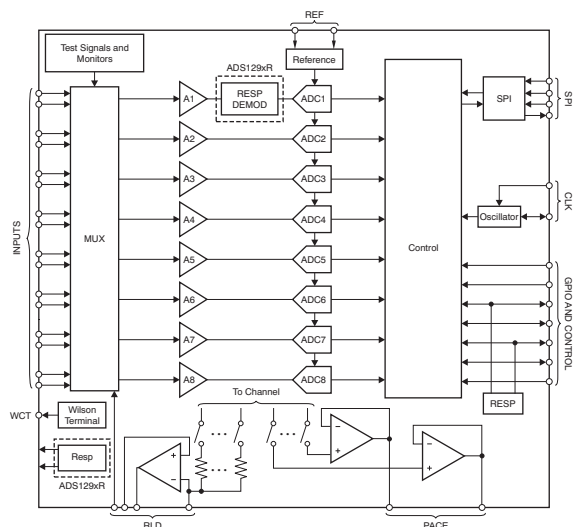 REF
Test Signals and
Monitors
Reference
ADS129xR
RESP
DEMOD
A1
ADC1
SPI
SPI
A2
ADC2
A3
ADC3
CLK
INPUTS
MUX
A4
ADC4
Control
Oscillator
A5
ADC5
A6
ADC6
GPIO AND CONTROL
A7
ADC7
A8
ADC8
To Channel
RESP
WCT
Wilson
Terminal
Resp
ADS129xR
RLD
PACE